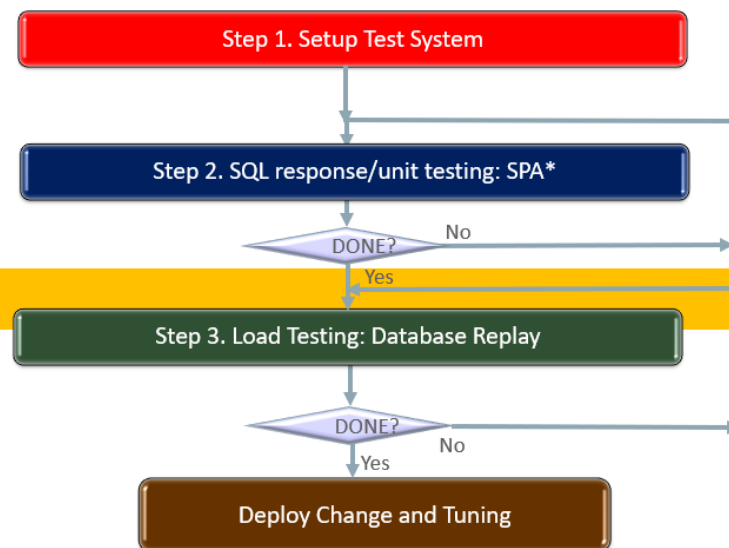 Step 1. Setup Test System
Step 2. SQL response/unit testing: SPA*
DONE?
No
Yes
Step 3. Load Testing: Database Replay
DONE?
No
Yes
Deploy Change and Tuning